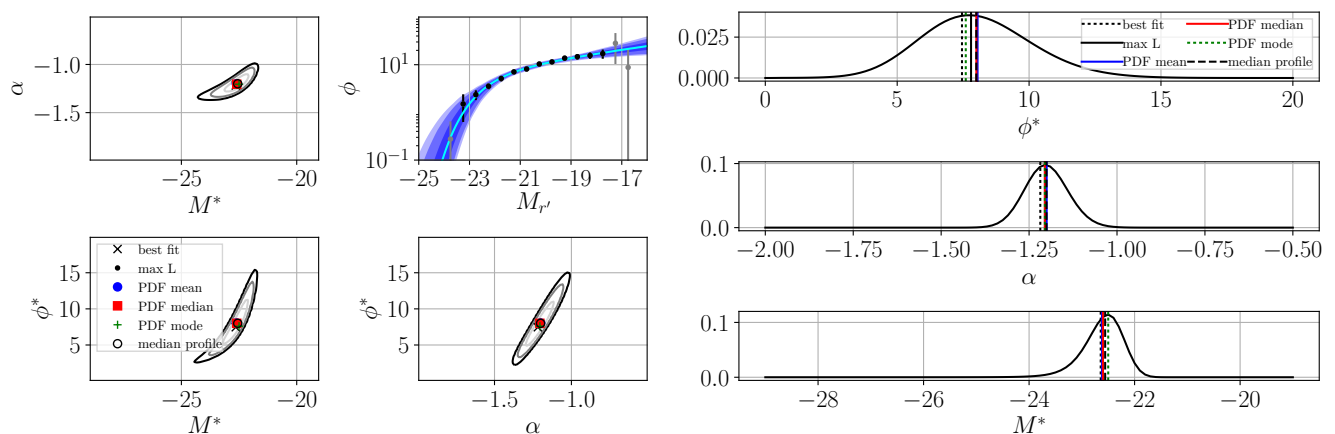 −1.0
−1.5
α
−25
−20
M*
10¹
10⁻¹
ϕ
−25
−23
−21
−19
−17
M_r′
0.025
0.000
0
5
10
15
20
ϕ*
best fit
max L
PDF mean
PDF median
PDF mode
median profile
0.1
0.0
−2.00
−1.75
−1.50
−1.25
−1.00
−0.75
−0.50
α
15
10
5
ϕ*
−25
−20
M*
best fit
max L
PDF mean
PDF median
PDF mode
median profile
15
10
5
ϕ*
−1.5
−1.0
α
0.1
0.0
−28
−26
−24
−22
−20
M*